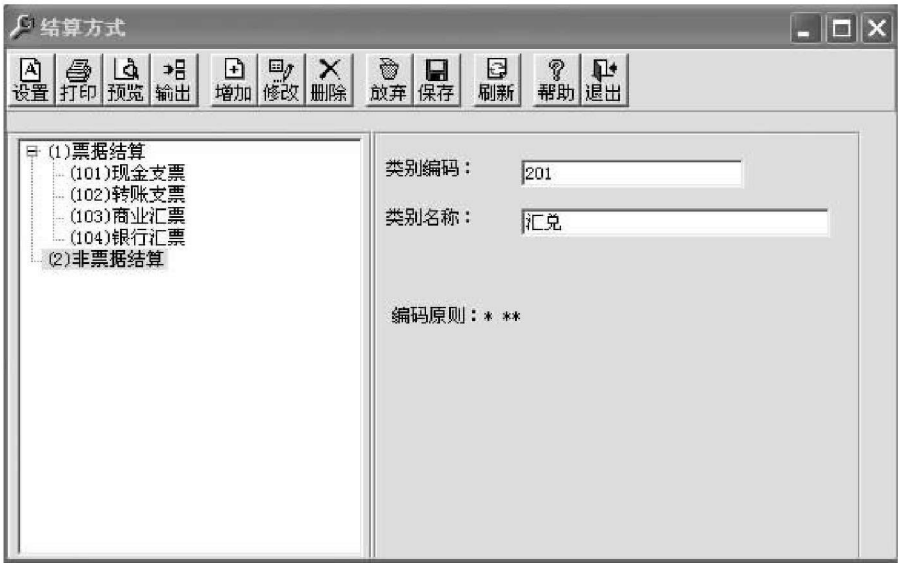 结算方式
设置 打印 预览 输出 增加 修改 删除 放弃 保存 刷新 帮助 退出
(1)票据结算
(101)现金支票
(102)转账支票
(103)商业汇票
(104)银行汇票
(2)非票据结算
类别编码：
201
类别名称：
汇兑
编码原则：* **